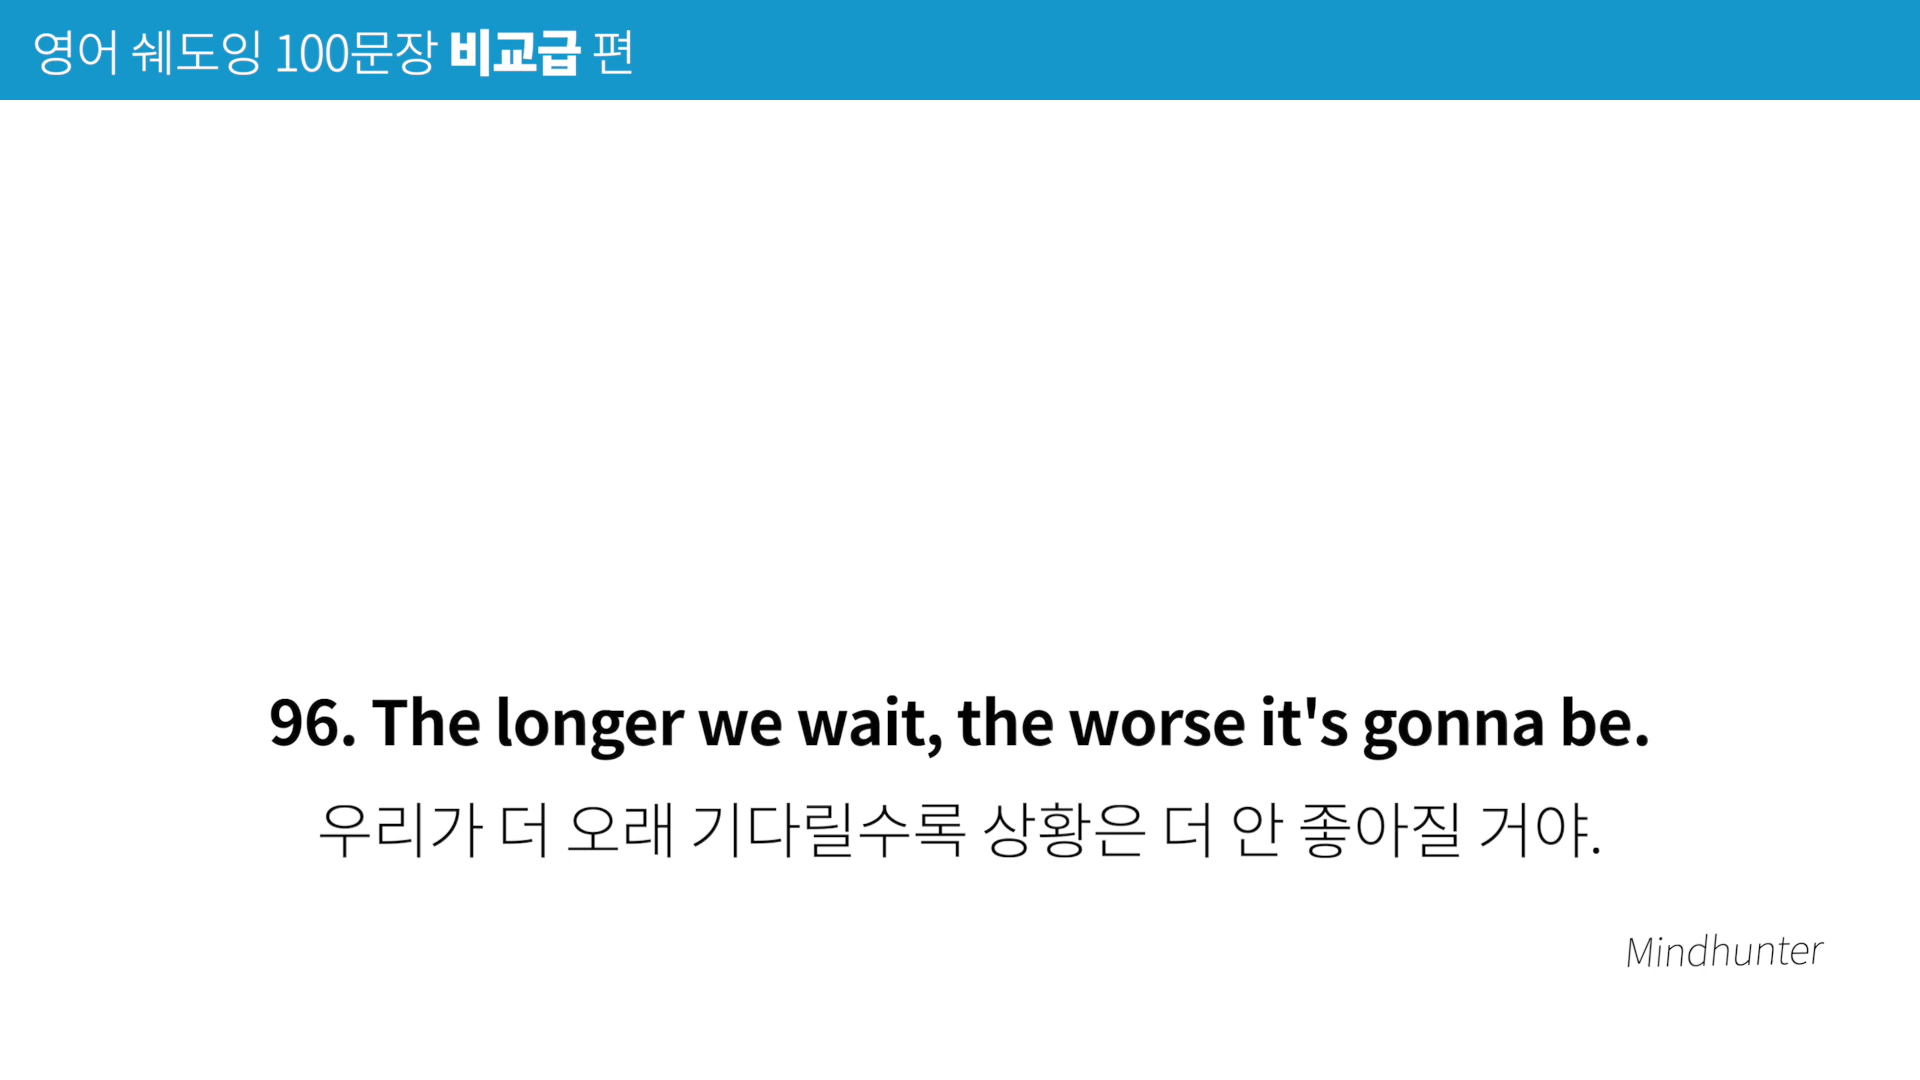 영어 쉐도잉 100문장 비교급 편
96. The longer we wait, the worse it's gonna be.
우리가 더 오래 기다릴수록 상황은 더 안 좋아질 거야.
Mindhunter